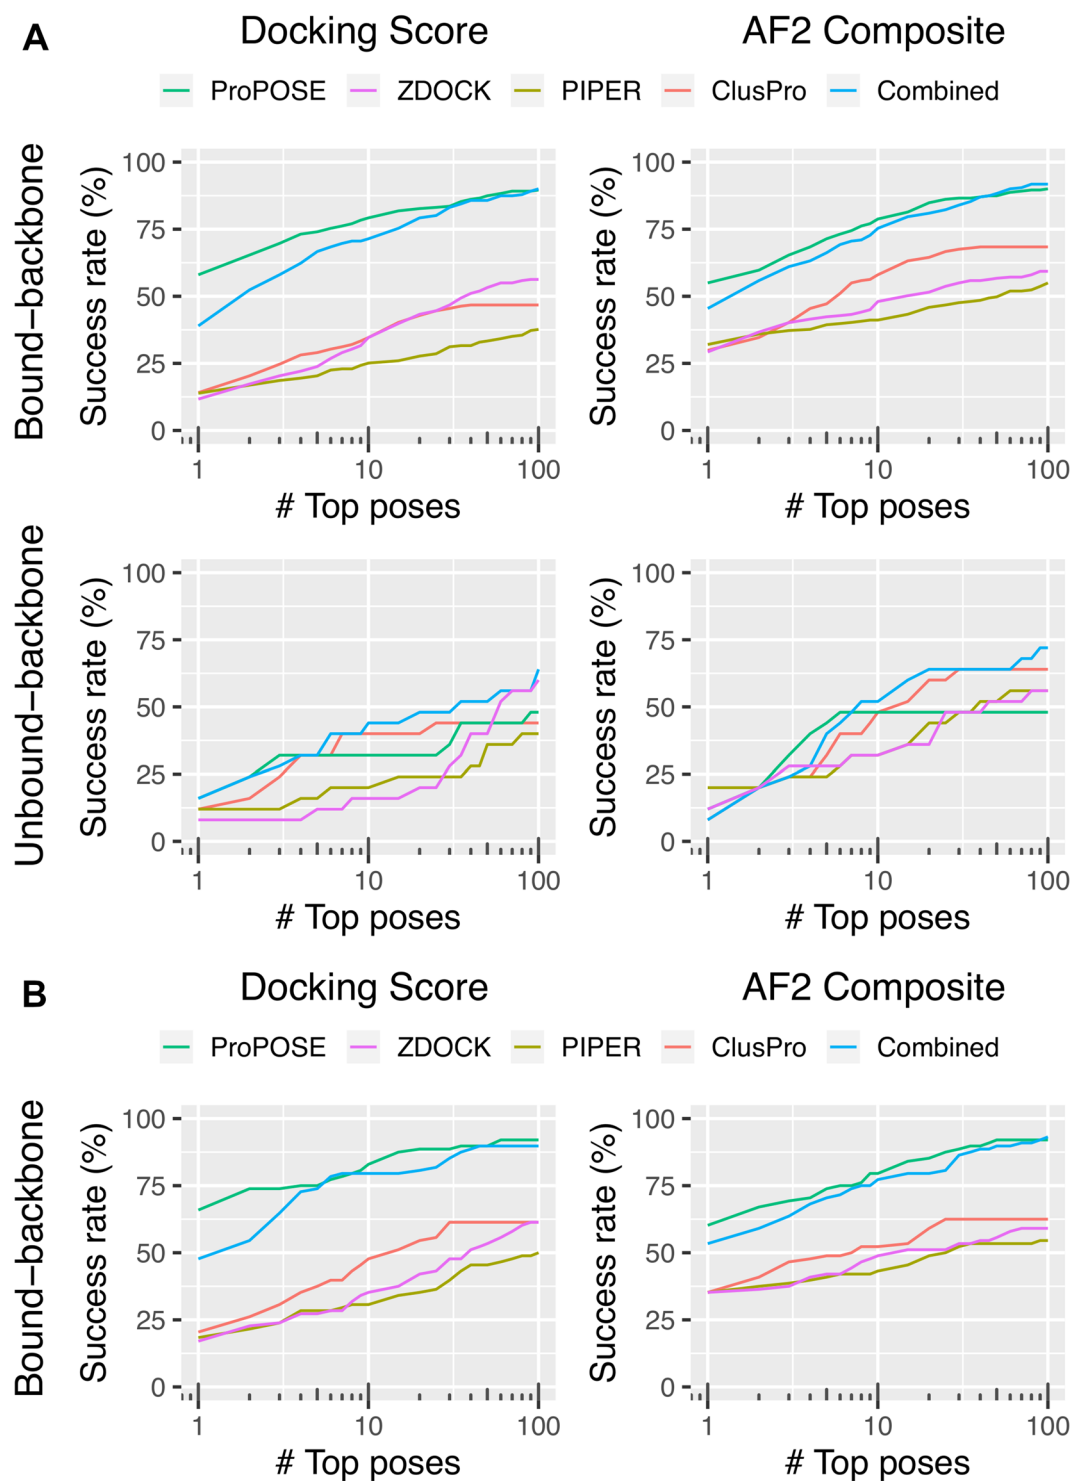 A
Docking Score
AF2 Composite
ProPOSE ZDOCK PIPER ClusPro Combined
Bound−backbone
Success rate (%)
100
75
50
25
0
1 10 100
# Top poses
Success rate (%)
100
75
50
25
0
1 10 100
# Top poses
Unbound−backbone
Success rate (%)
100
75
50
25
0
1 10 100
# Top poses
Success rate (%)
100
75
50
25
0
1 10 100
# Top poses
B
Docking Score
AF2 Composite
ProPOSE ZDOCK PIPER ClusPro Combined
Bound−backbone
Success rate (%)
100
75
50
25
0
1 10 100
# Top poses
Success rate (%)
100
75
50
25
0
1 10 100
# Top poses